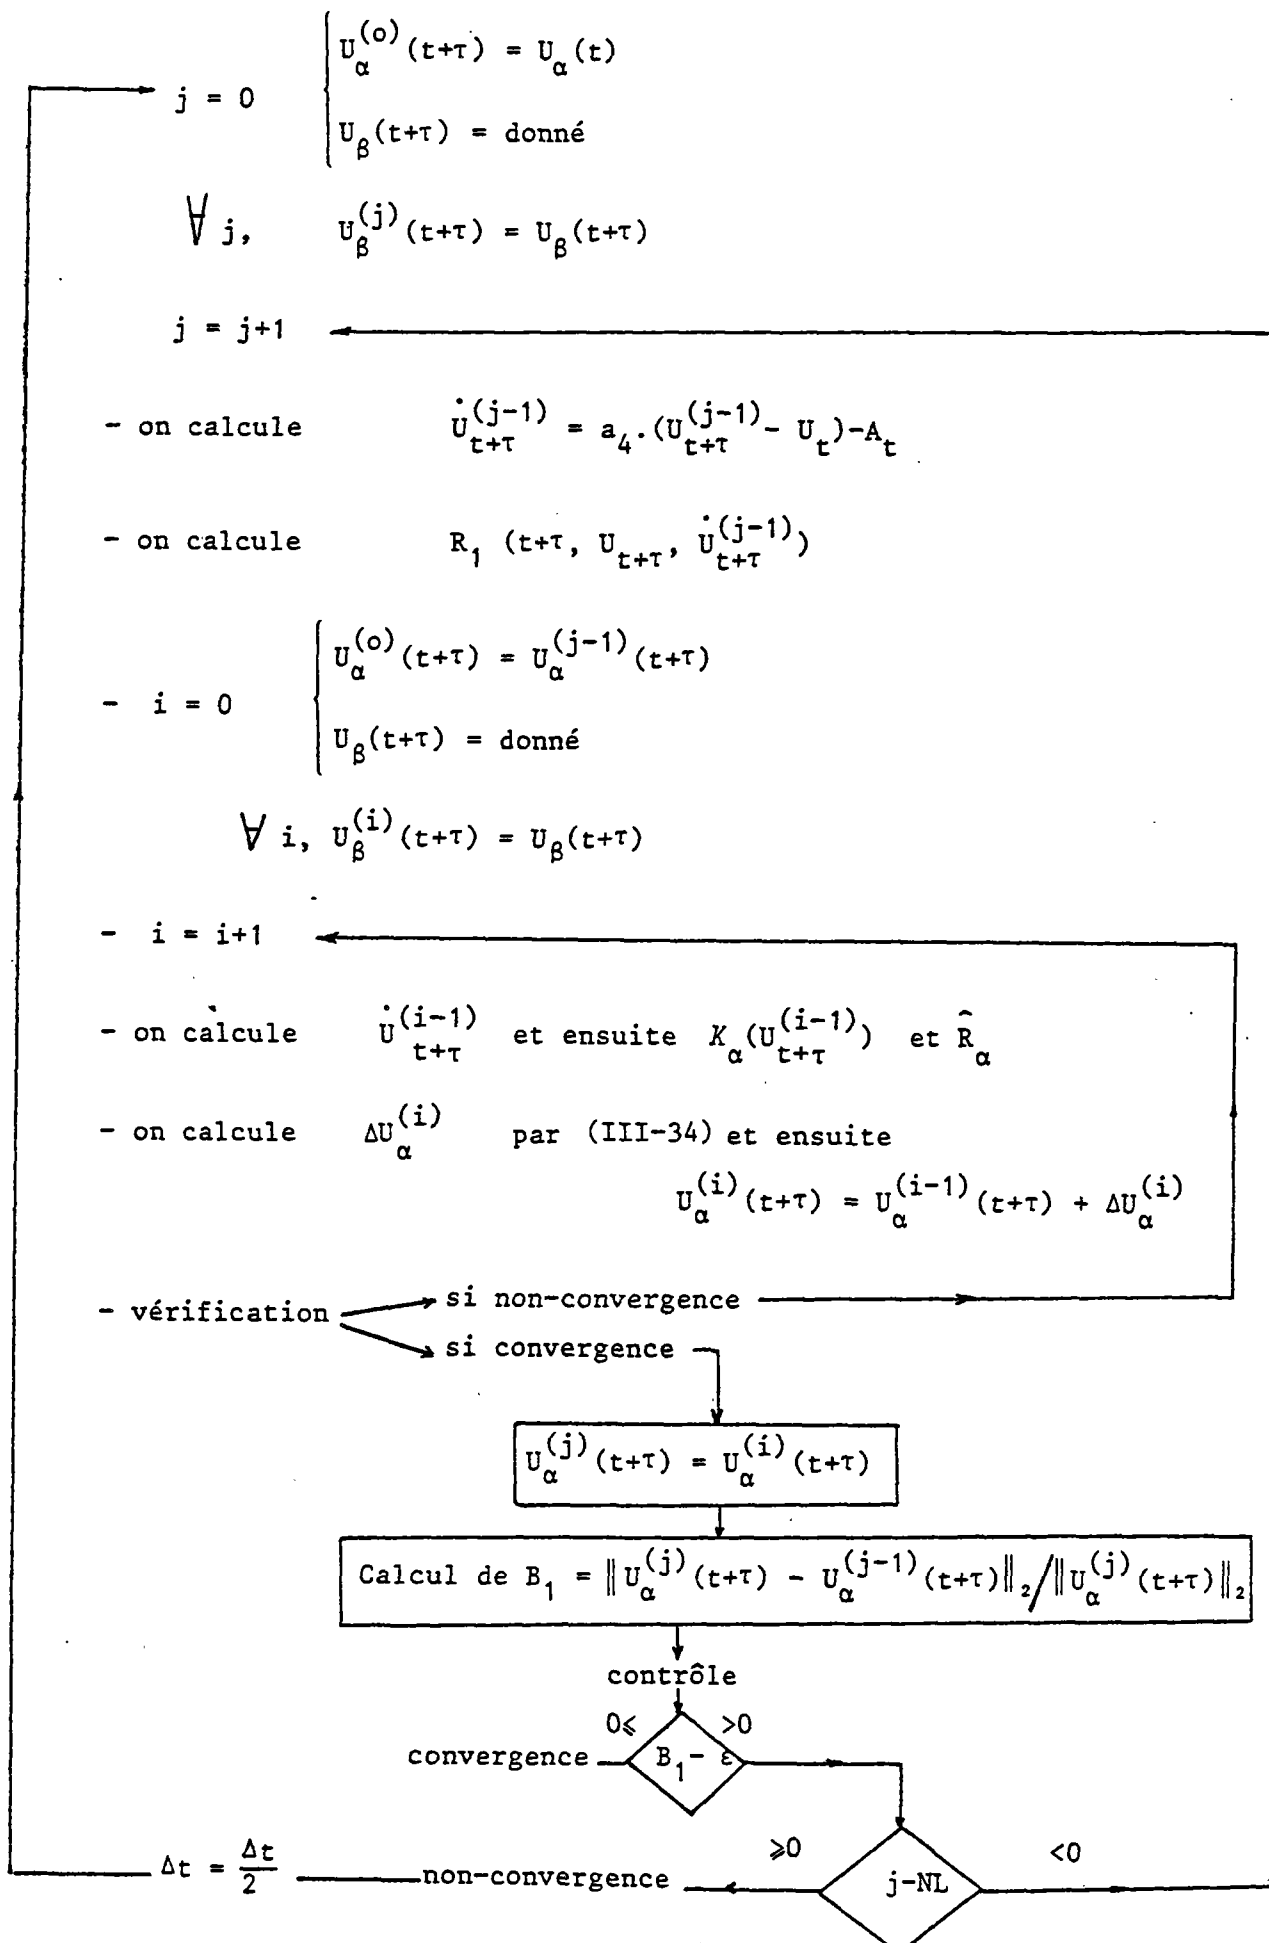 U_α^(o)(t+τ) = U_α(t)
j = 0
U_β(t+τ) = donné
∀ j, U_β^(j)(t+τ) = U_β(t+τ)
j = j+1
- on calcule U̇_{t+τ}^(j-1) = a_4.(U_{t+τ}^(j-1) - U_t)-A_t
- on calcule R_1 (t+τ, U_{t+τ}, U̇_{t+τ}^(j-1))
U_α^(o)(t+τ) = U_α^(j-1)(t+τ)
- i = 0
U_β(t+τ) = donné
∀ i, U_β^(i)(t+τ) = U_β(t+τ)
- i = i+1
- on calcule U̇_{t+τ}^(i-1) et ensuite K_α(U_{t+τ}^(i-1)) et R̂_α
- on calcule ΔU_α^(i) par (III-34) et ensuite
U_α^(i)(t+τ) = U_α^(i-1)(t+τ) + ΔU_α^(i)
- vérification
si non-convergence
si convergence
U_α^(j)(t+τ) = U_α^(i)(t+τ)
Calcul de B_1 = ‖U_α^(j)(t+τ) - U_α^(j-1)(t+τ)‖_2/‖U_α^(j)(t+τ)‖_2
contrôle
0⩽ >0
convergence B_1- ε
⩾0 <0
Δt = Δt/2 non-convergence j-NL